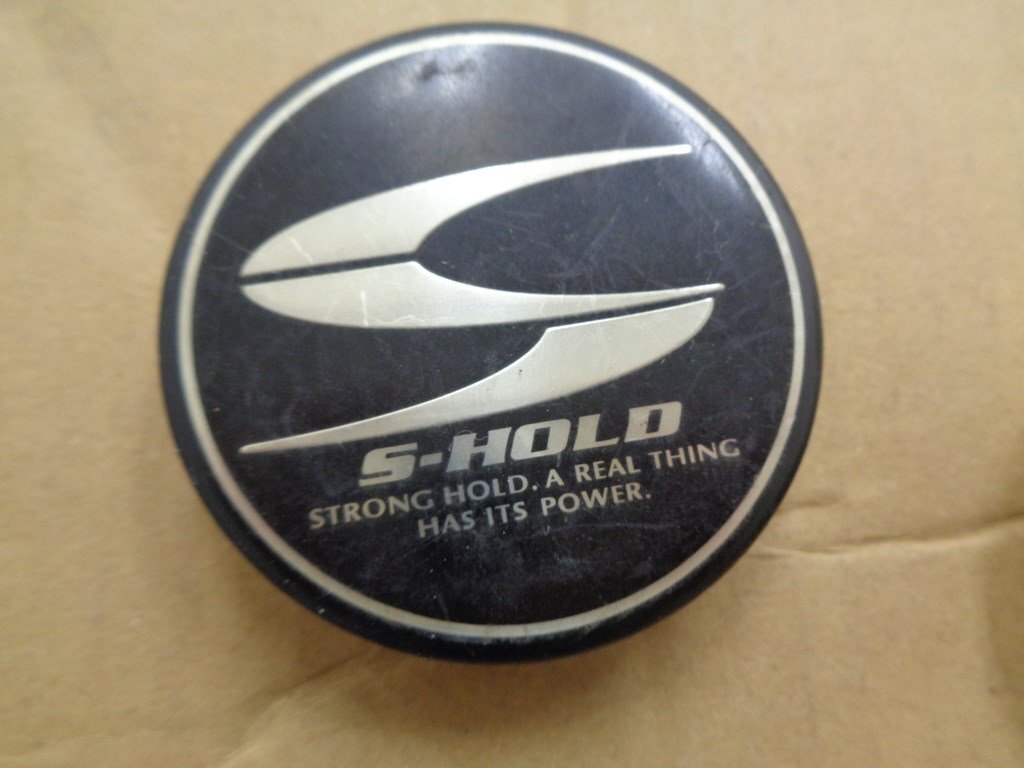 S-HOLD
STRONG HOLD. A REAL THING
HAS ITS POWER.